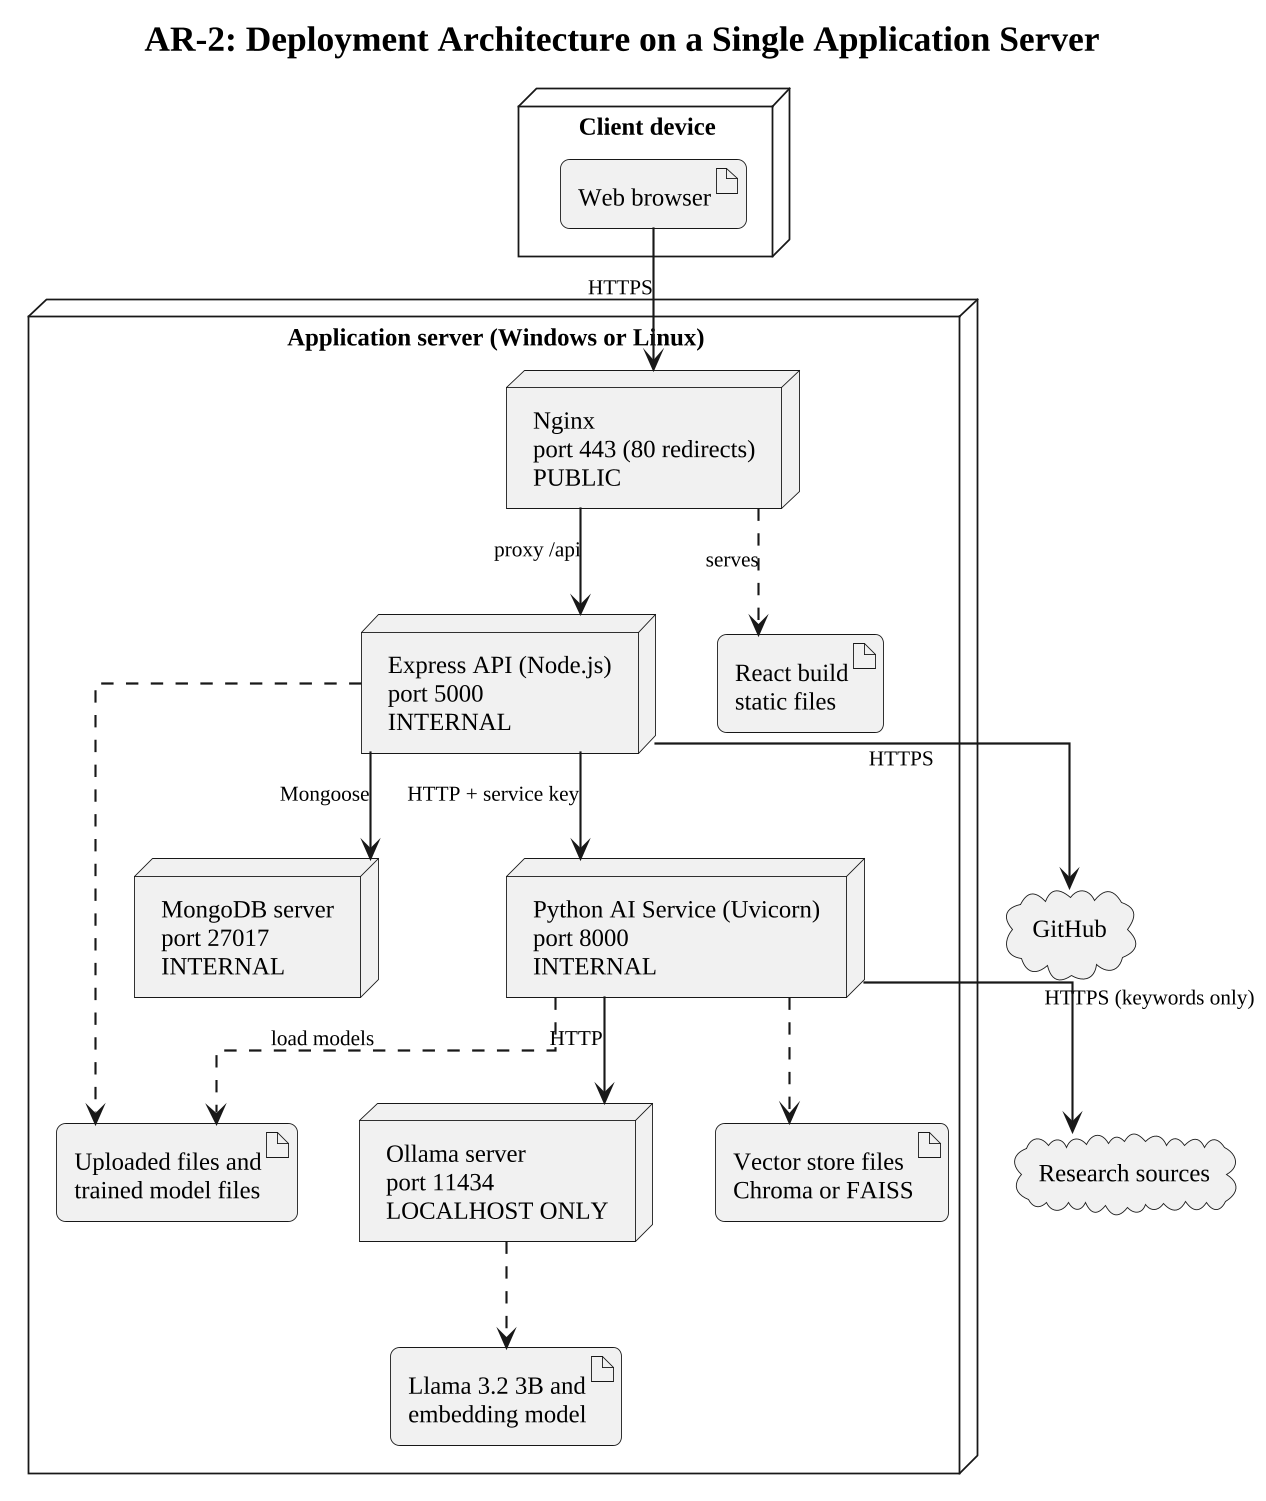 AR-2: Deployment Architecture on a Single Application Server
Client device
Web browser
HTTPS
Application server (Windows or Linux)
Nginx
port 443 (80 redirects)
PUBLIC
proxy /api
serves
Express API (Node.js)
port 5000
INTERNAL
React build
static files
HTTPS
Mongoose
HTTP + service key
MongoDB server
port 27017
INTERNAL
Python AI Service (Uvicorn)
port 8000
INTERNAL
GitHub
HTTPS (keywords only)
load models
HTTP
Uploaded files and
trained model files
Ollama server
port 11434
LOCALHOST ONLY
Vector store files
Chroma or FAISS
Research sources
Llama 3.2 3B and
embedding model